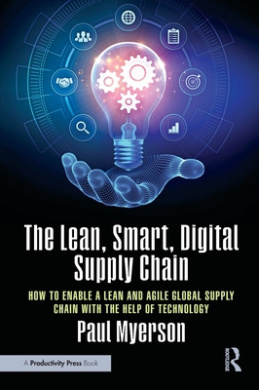 The Lean, Smart, Digital
Supply Chain
HOW TO ENABLE A LEAN AND AGILE GLOBAL SUPPLY
CHAIN WITH THE HELP OF TECHNOLOGY
Paul Myerson
A Productivity Press Book
R
Routledge